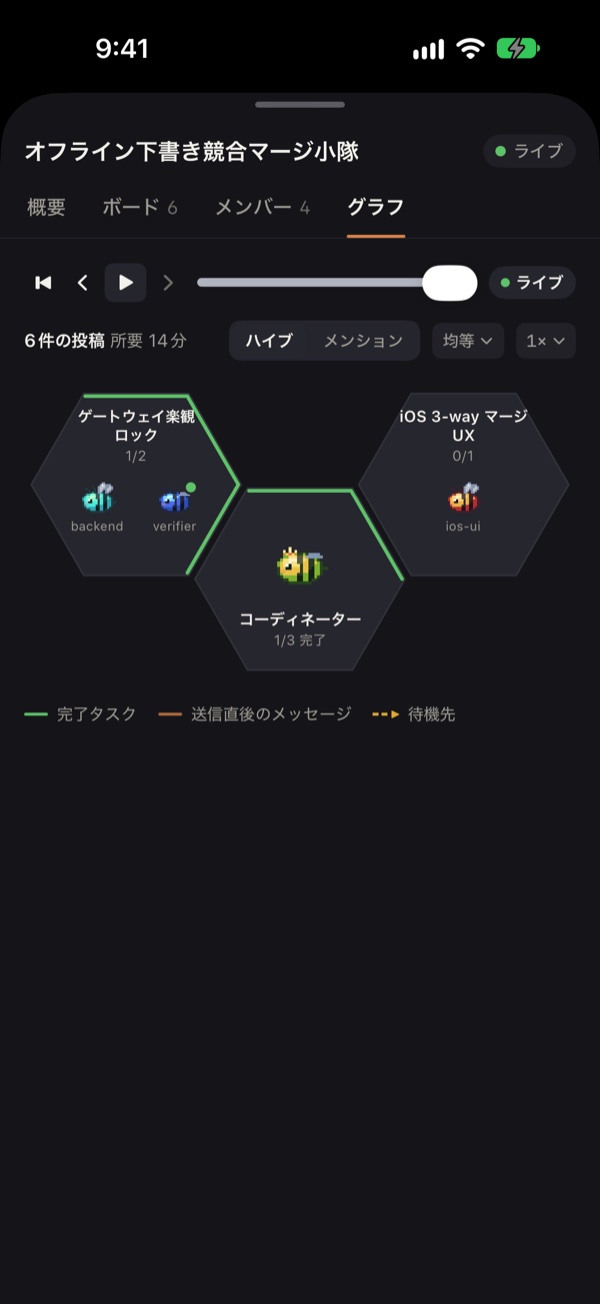 9:41
オフライン下書き競合マージ小隊
ライブ
概要 ボード 6 メンバー 4 グラフ
ライブ
6件の投稿 所要 14分
ハイブ メンション 均等 1×
ゲートウェイ楽観
ロック
1/2
backend verifier
iOS 3-way マージ
UX
0/1
ios-ui
コーディネーター
1/3 完了
完了タスク 送信直後のメッセージ 待機先